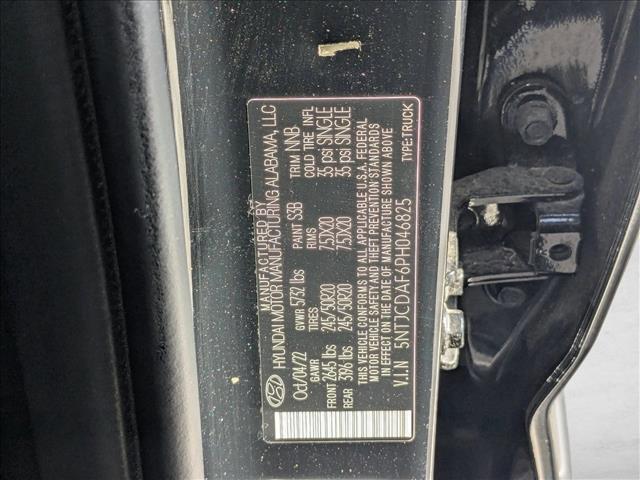 MANUFACTURED BY
HYUNDAI MOTOR MANUFACTURING ALABAMA, LLC
Oct/04/22 GVWR 5732 lbs PAINT S3B TRIM NNB
GAWR TIRES RIMS COLD TIRE INFL
FRONT 2645 lbs 245/50R20 7.5JX20 35 psi SINGLE
REAR 3196 lbs 245/50R20 7.5JX20 35 psi SINGLE
THIS VEHICLE CONFORMS TO ALL APPLICABLE U.S.A. FEDERAL
MOTOR VEHICLE SAFETY AND THEFT PREVENTION STANDARDS
IN EFFECT ON THE DATE OF MANUFACTURE SHOWN ABOVE
V.I.N 5NTJCDAF6PH046825 TYPE:TRUCK